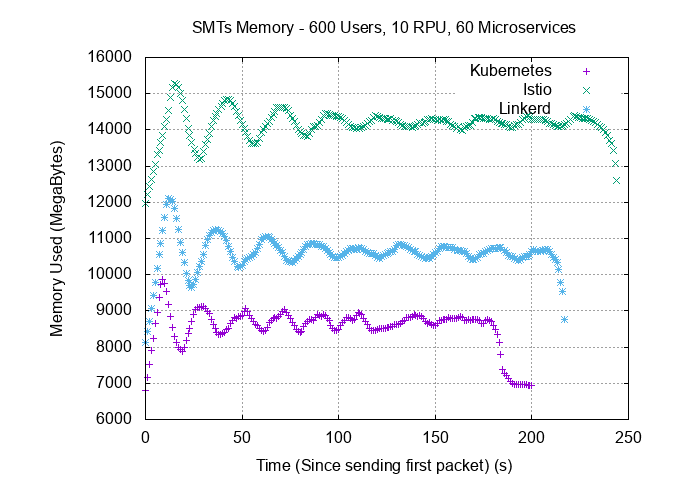 SMTs Memory - 600 Users, 10 RPU, 60 Microservices
16000
15000
14000
13000
12000
11000
10000
9000
8000
7000
6000
Memory Used (MegaBytes)
Kubernetes
Istio
Linkerd
0 50 100 150 200 250
Time (Since sending first packet) (s)